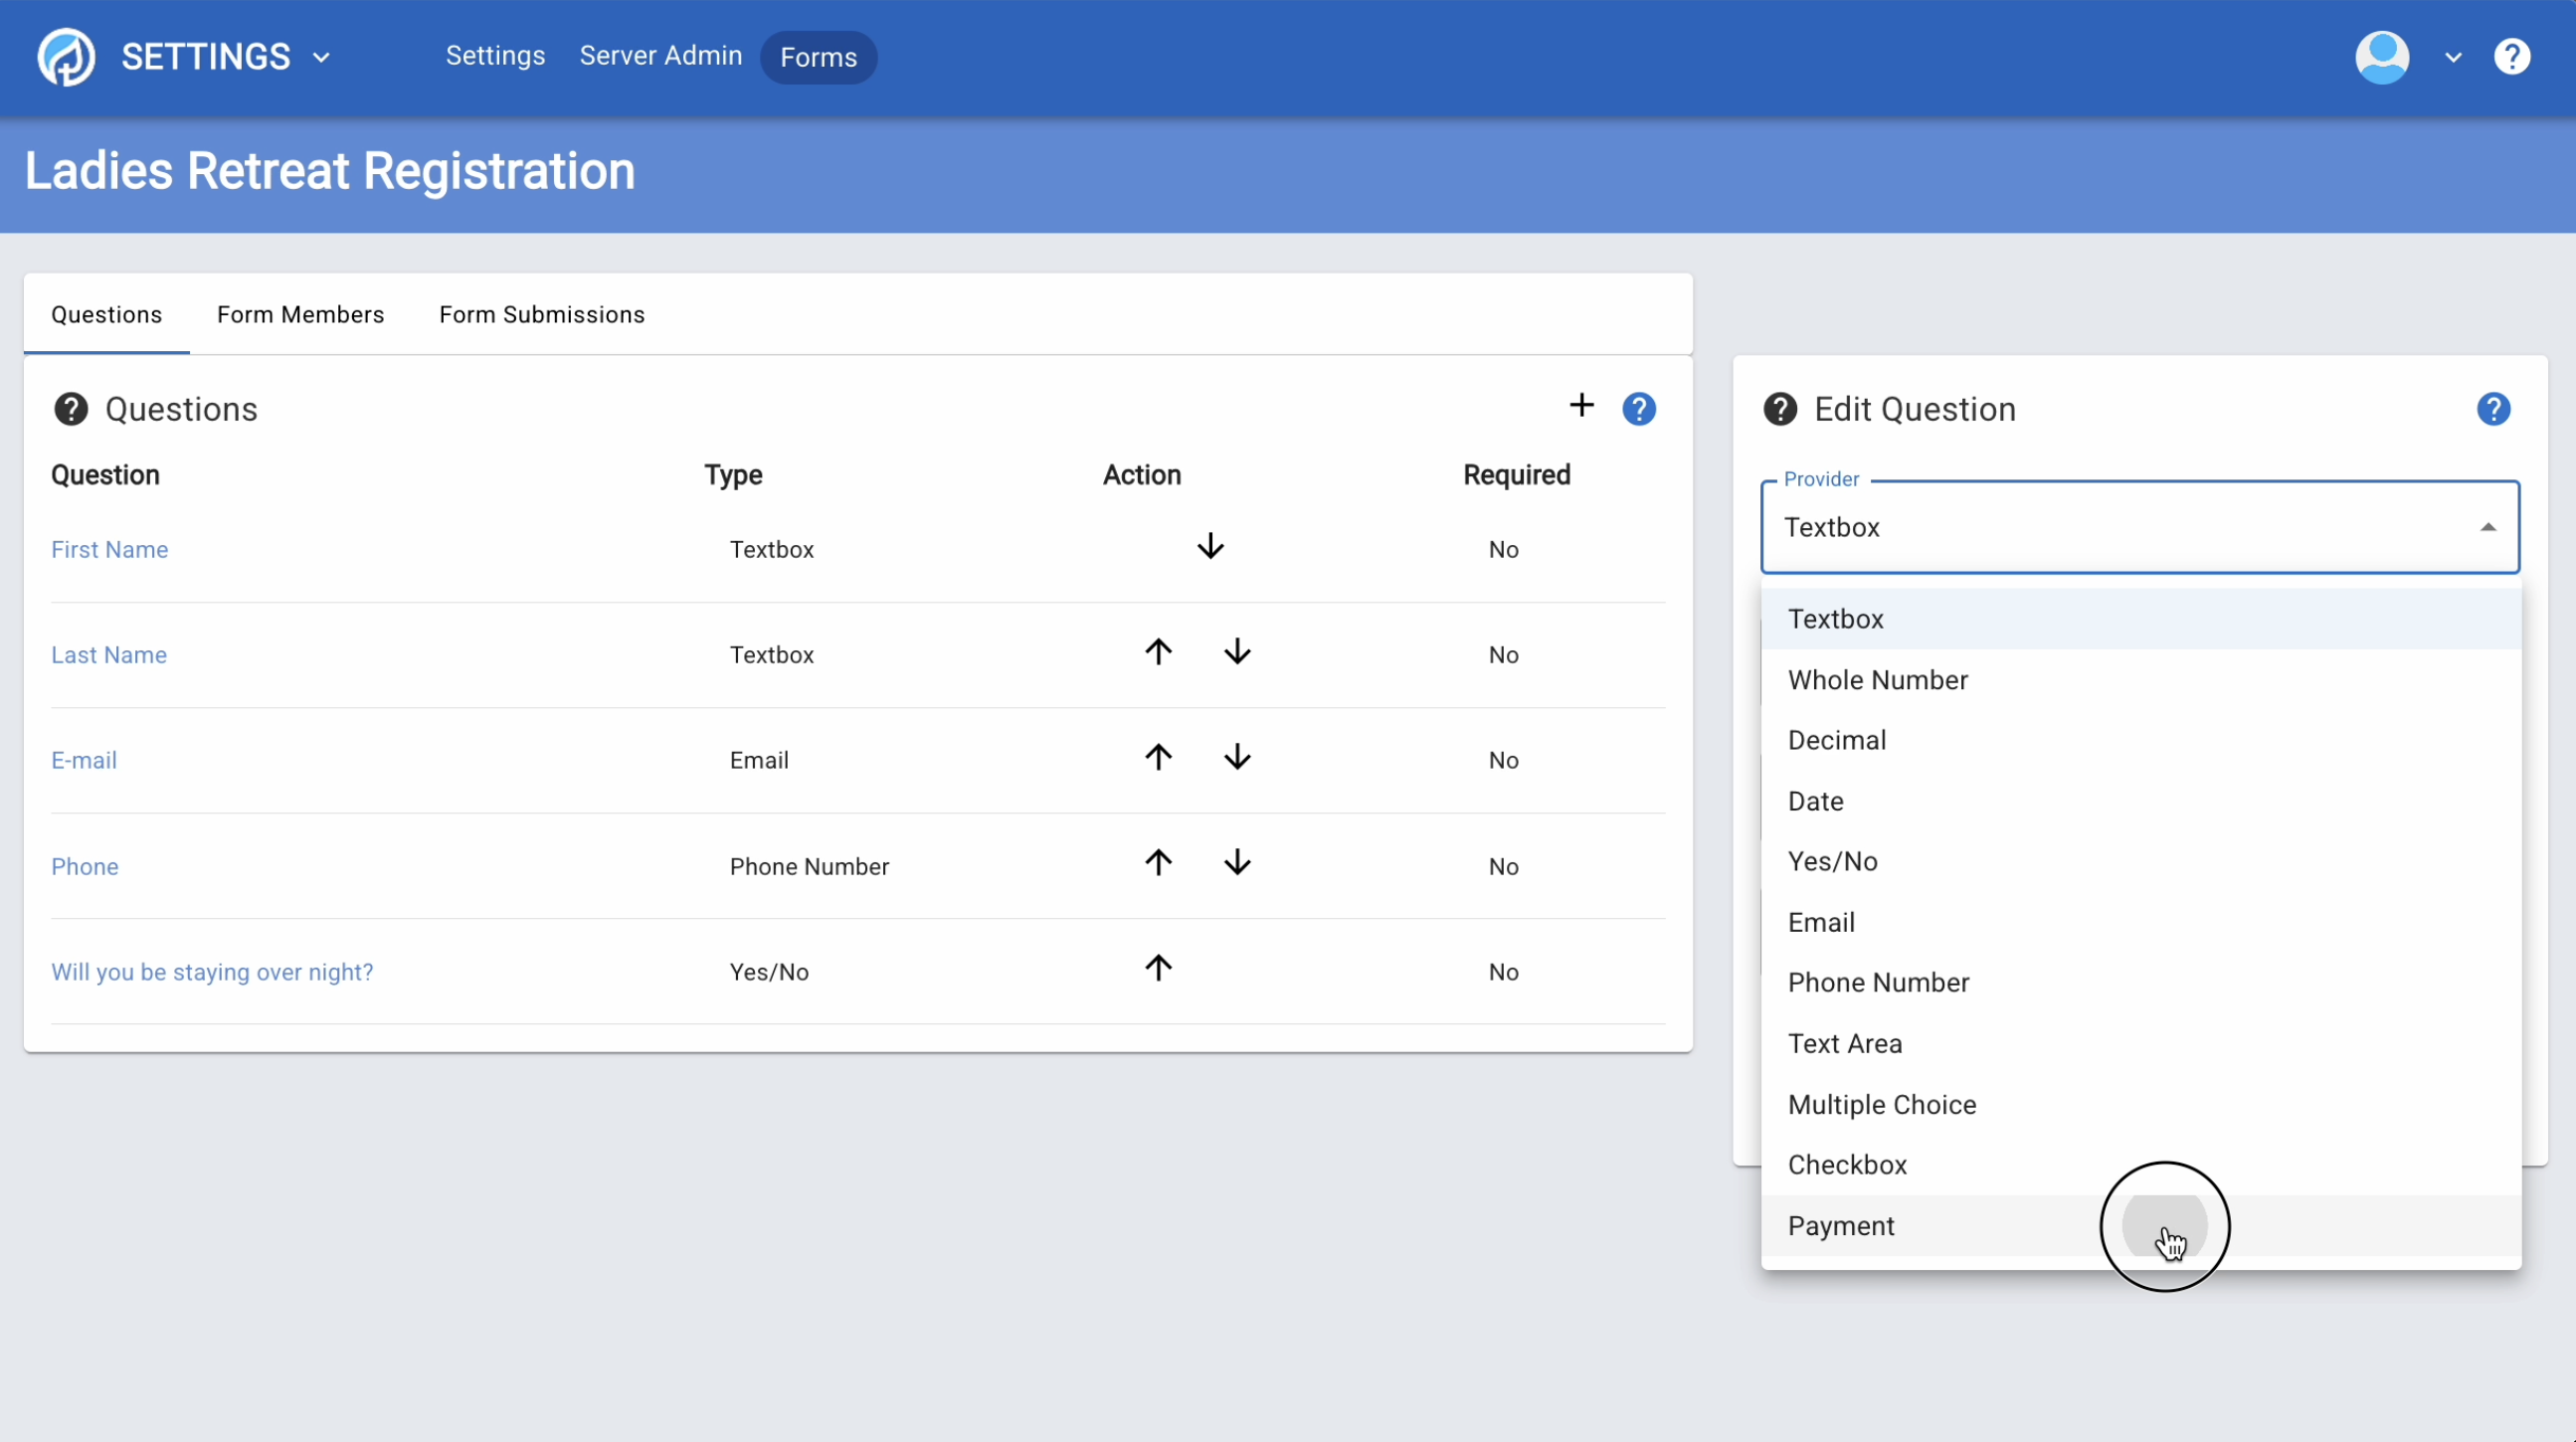 SETTINGS Settings Server Admin Forms ?
Ladies Retreat Registration
Questions Form Members Form Submissions
? Questions + ?
Question Type Action Required
First Name Textbox No
Last Name Textbox No
E-mail Email No
Phone Phone Number No
Will you be staying over night? Yes/No No
? Edit Question ?
Provider
Textbox
Textbox
Whole Number
Decimal
Date
Yes/No
Email
Phone Number
Text Area
Multiple Choice
Checkbox
Payment